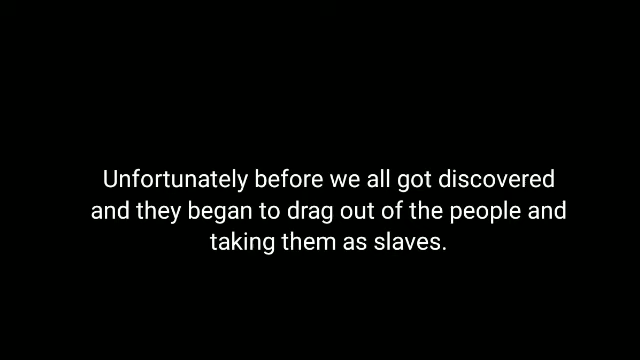 Unfortunately before we all got discovered
and they began to drag out of the people and
taking them as slaves.